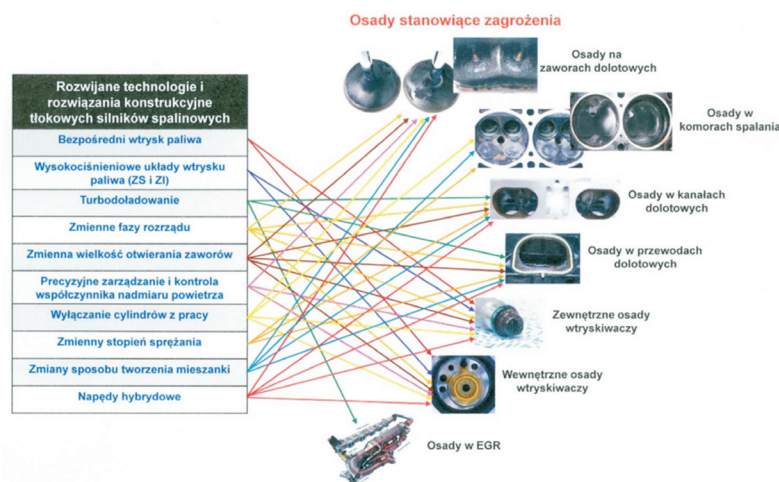 Osady stanowiące zagrożenia
Rozwijane technologie i
rozwiązania konstrukcyjne
tłokowych silników spalinowych
Bezpośredni wtrysk paliwa
Wysokociśnieniowe układy wtrysku
paliwa (ZS i ZI)
Turbodoładowanie
Zmienne fazy rozrządu
Zmienna wielkość otwierania zaworów
Precyzyjne zarządzanie i kontrola
współczynnika nadmiaru powietrza
Wyłączanie cylindrów z pracy
Zmienny stopień sprężania
Zmiany sposobu tworzenia mieszanki
Napędy hybrydowe
Osady na
zaworach dolotowych
Osady w
komorach spalania
Osady w kanałach
dolotowych
Osady w przewodach
dolotowych
Zewnętrzne osady
wtryskiwaczy
Wewnętrzne osady
wtryskiwaczy
Osady w EGR